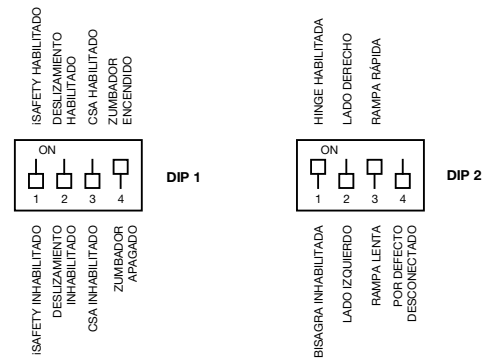 iSAFETY HABILITADO
DESLIZAMIENTO
HABILITADO
CSA HABILITADO
ZUMBADOR
ENCENDIDO
ON
1 2 3 4
DIP 1
iSAFETY INHABILITADO
DESLIZAMIENTO
INHABILITADO
CSA INHABILITADO
ZUMBADOR
APAGADO
HINGE HABILITADA
LADO DERECHO
RAMPA RÁPIDA
ON
1 2 3 4
DIP 2
BISAGRA INHABILITADA
LADO IZQUIERDO
RAMPA LENTA
POR DEFECTO
DESCONECTADO